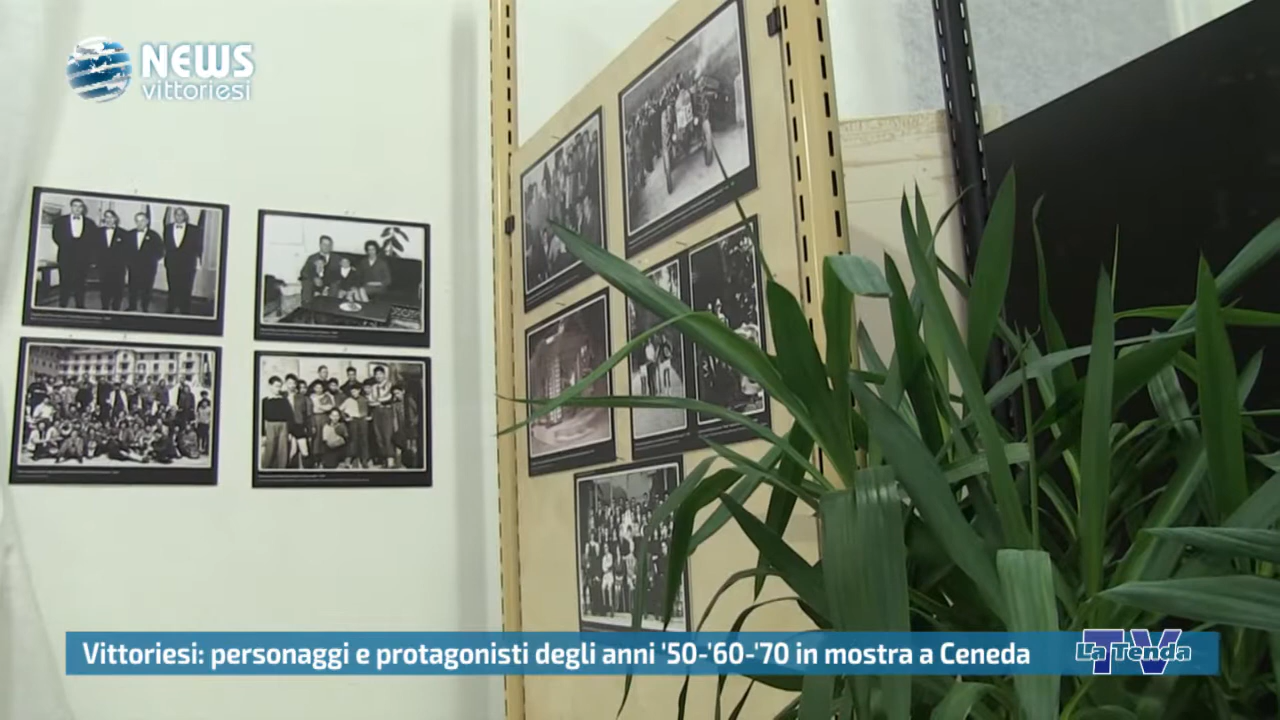 NEWS
vittoriesi
Vittoriesi: personaggi e protagonisti degli anni '50-'60-'70 in mostra a Ceneda
TV
La Tenda